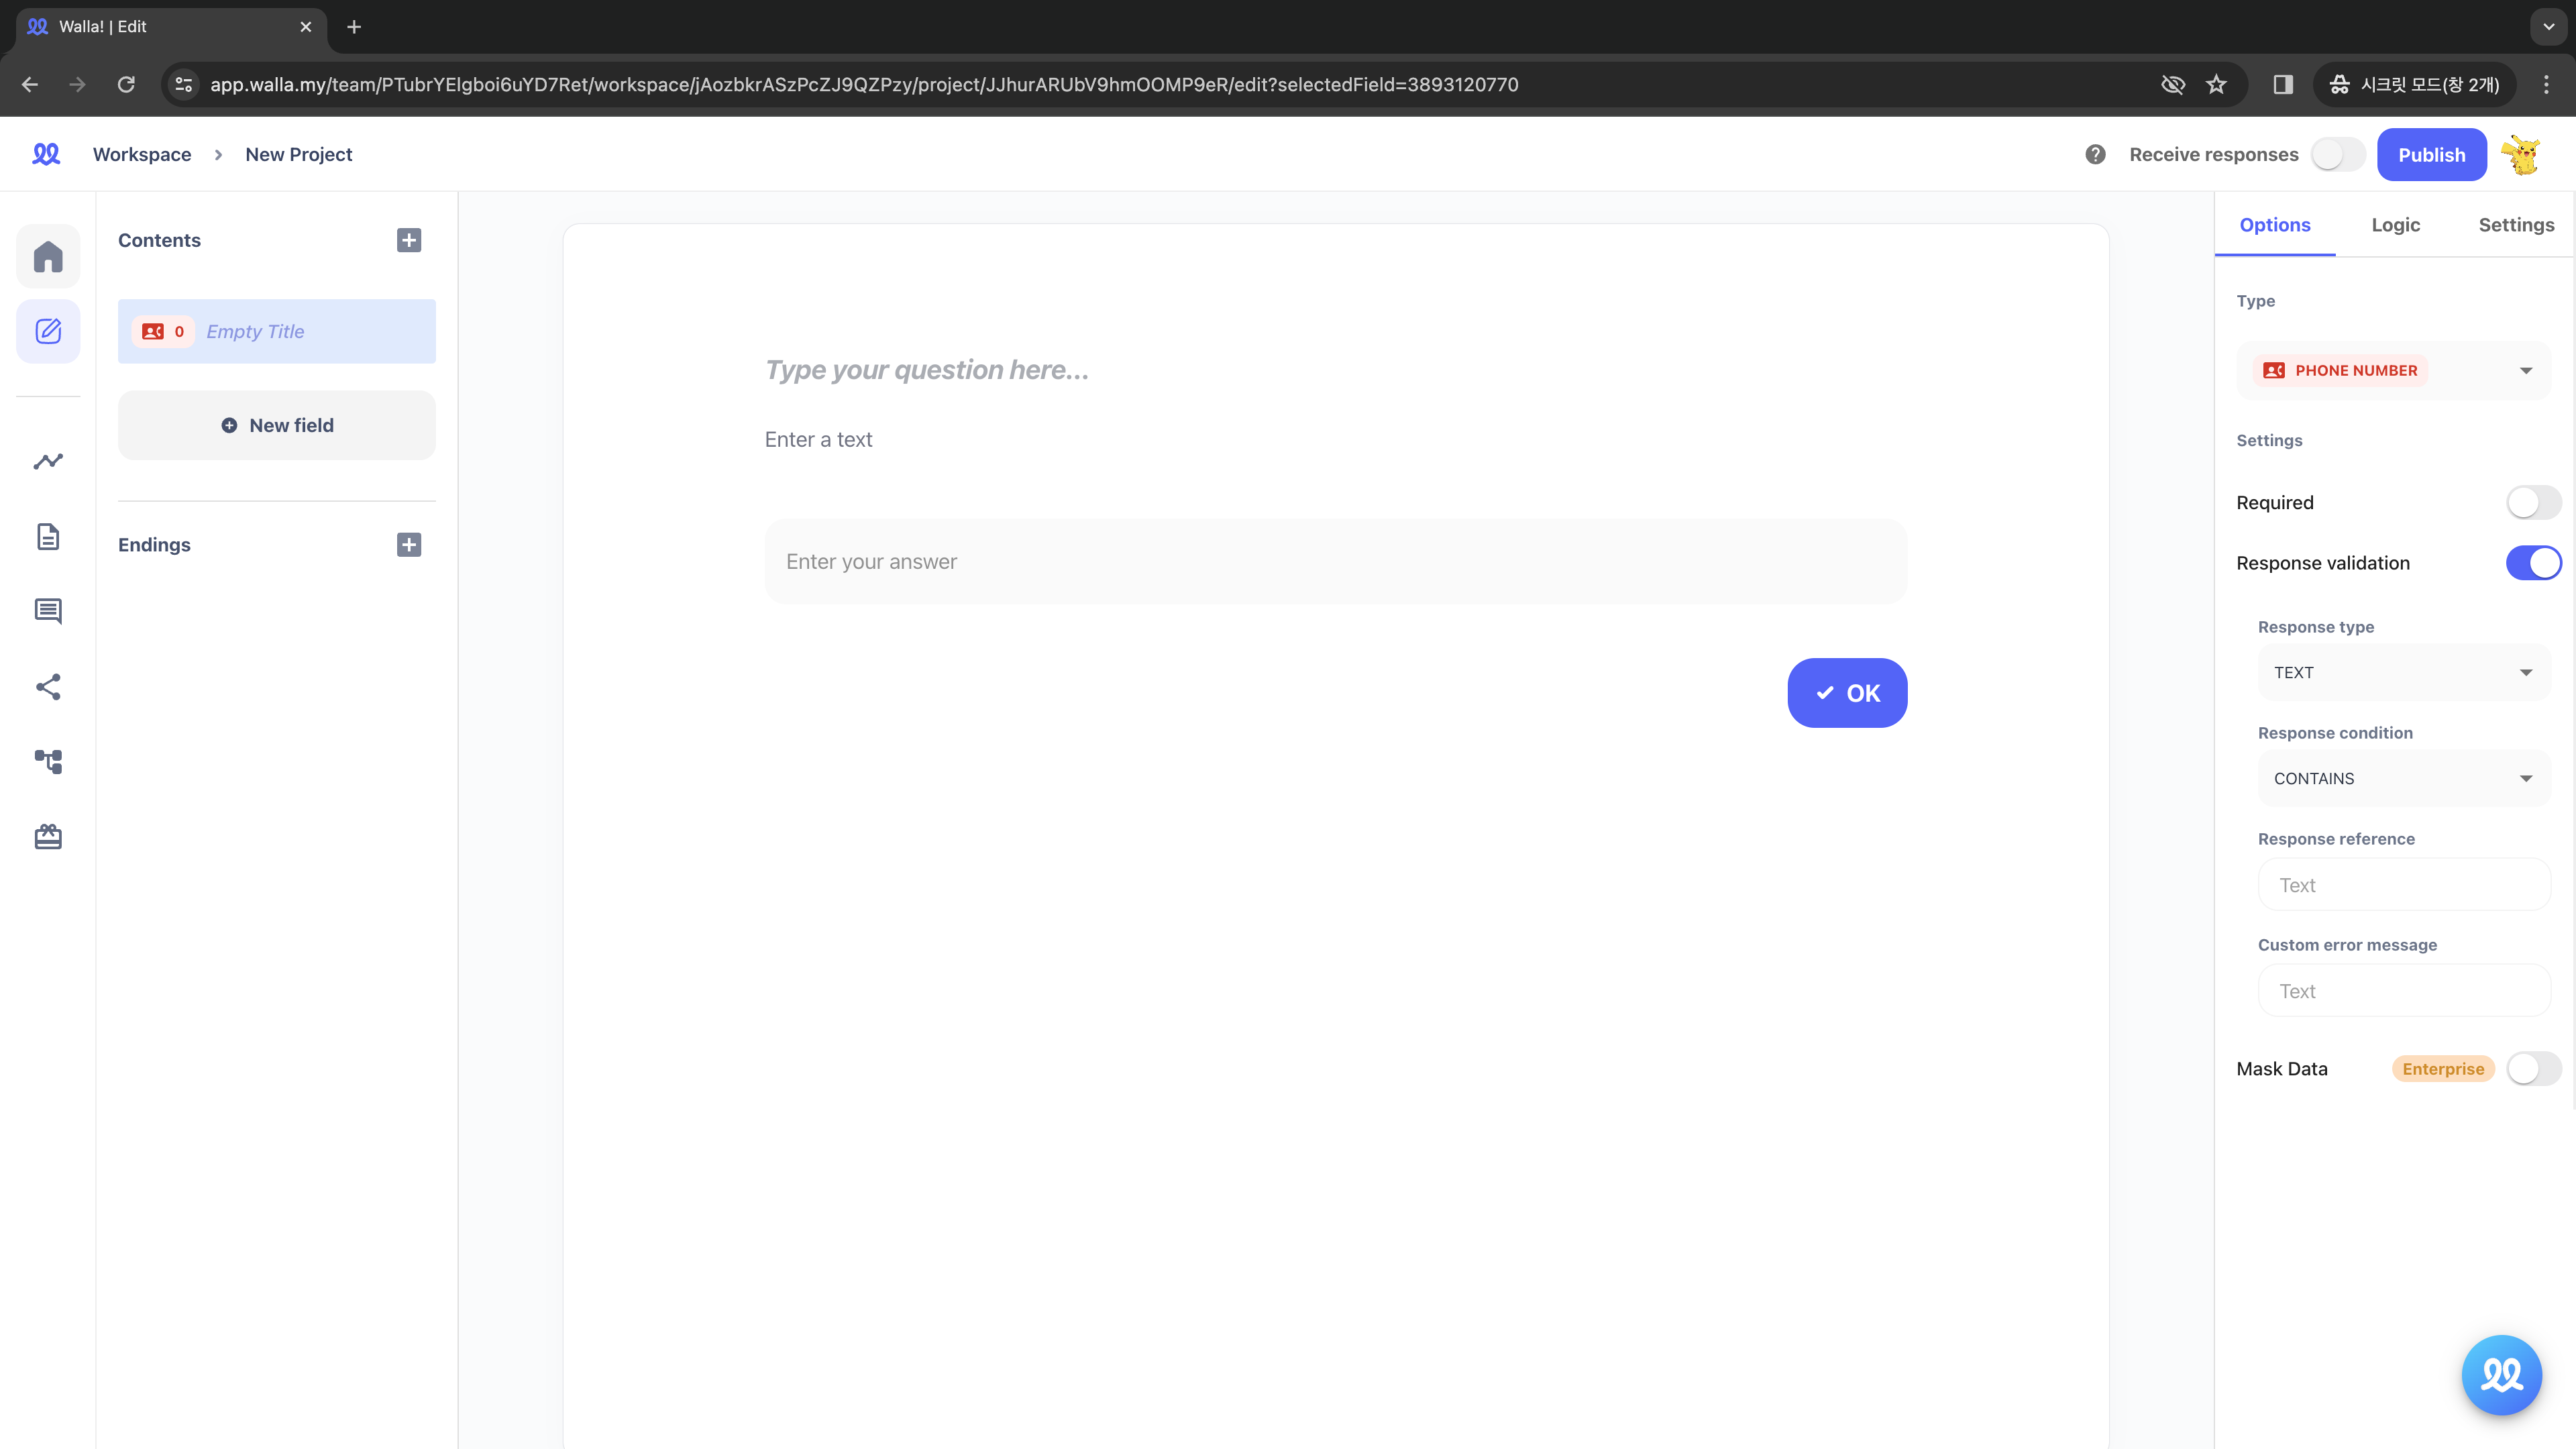 Walla! | Edit
app.walla.my/team/PTubrYElgboi6uYD7Ret/workspace/jAozbkrASzPcZJ9QZPzy/project/JJhurARUbV9hmOOMP9eR/edit?selectedField=3893120770
시크릿 모드(창 2개)
Workspace
New Project
Receive responses
Publish
Contents
0 Empty Title
New field
Endings
Type your question here...
Enter a text
Enter your answer
OK
Options
Logic
Settings
Type
PHONE NUMBER
Settings
Required
Response validation
Response type
TEXT
Response condition
CONTAINS
Response reference
Text
Custom error message
Text
Mask Data
Enterprise